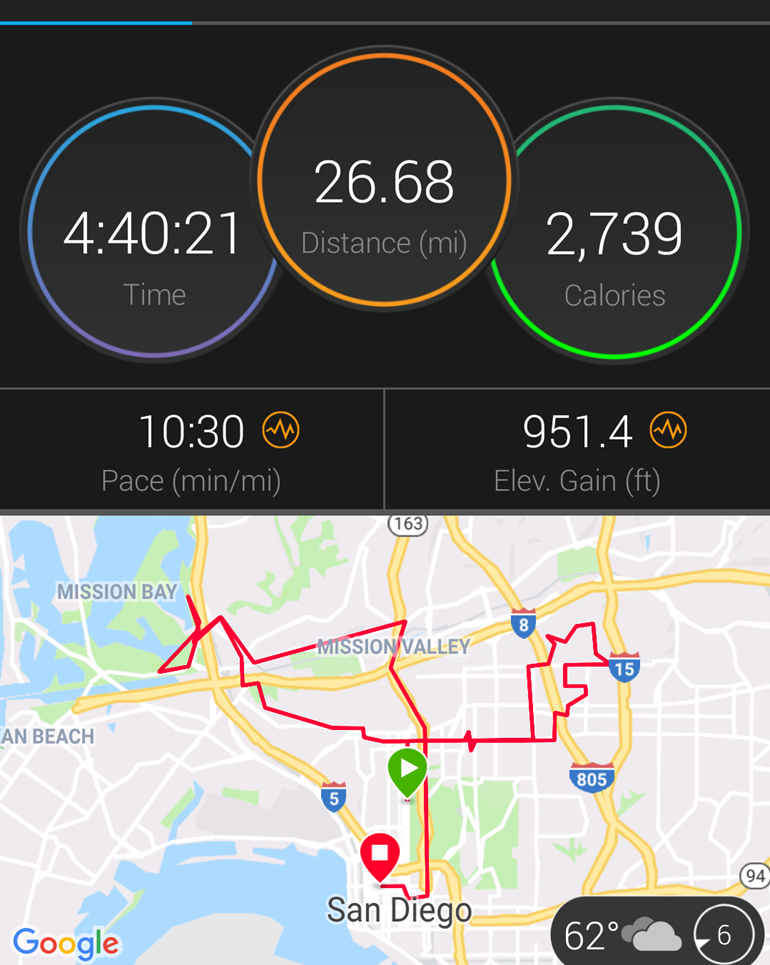 26.68
Distance (mi)
4:40:21
Time
2,739
Calories
10:30
Pace (min/mi)
951.4
Elev. Gain (ft)
163
MISSION BAY
8
MISSION VALLEY
15
AN BEACH
5
805
94
San Diego
Google
62°
6